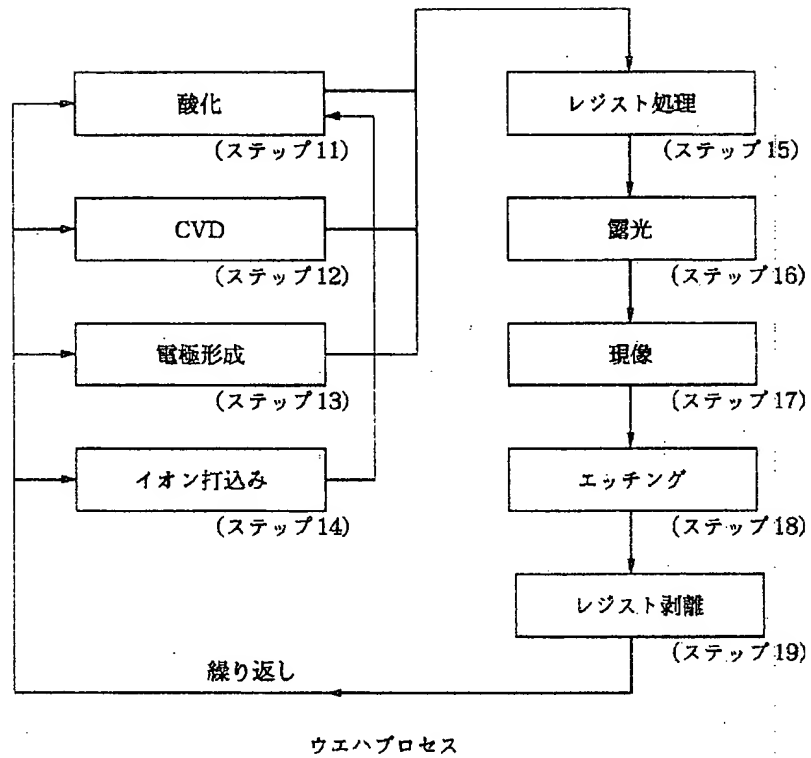 酸化
(ステップ11)
CVD
(ステップ12)
電極形成
(ステップ13)
イオン打込み
(ステップ14)
レジスト処理
(ステップ15)
露光
(ステップ16)
現像
(ステップ17)
エッチング
(ステップ18)
レジスト剥離
(ステップ19)
繰り返し
ウエハプロセス